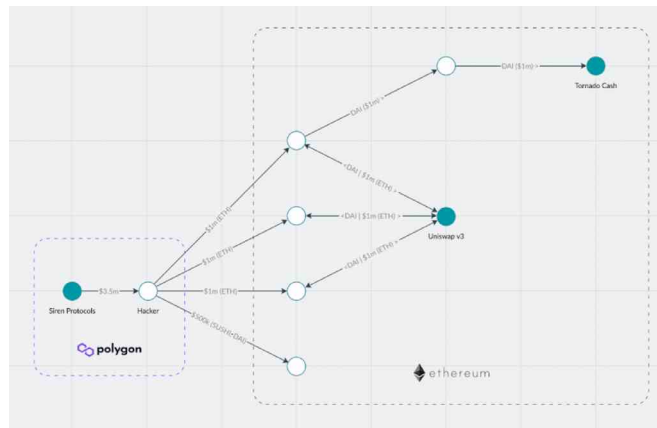 DAI ($1m) >
Tornado Cash
DAI ($1m) >
<DAI | $1m (ETH) >
$1m (ETH)
<DAI | $1m (ETH) >
Uniswap v3
$1m (ETH)
<DAI | $1m (ETH) >
$3.5m
$1m (ETH)
Siren Protocols
Hacker
$500k (SUSHI+DAI)
polygon
ethereum